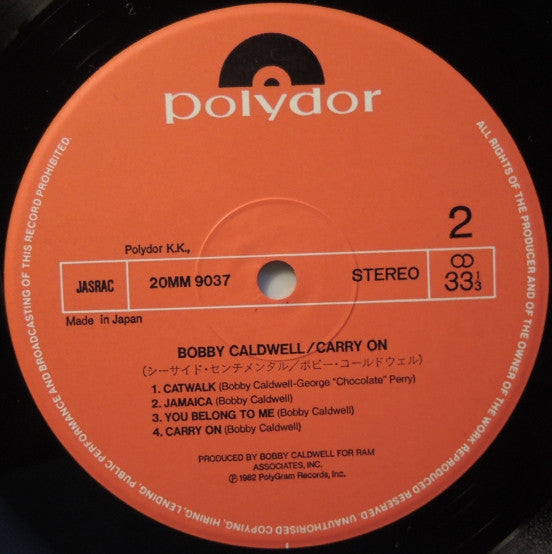 polydor
2
Polydor K.K.,
JASRAC
20MM 9037
STEREO
33 1/3
Made in Japan
BOBBY CALDWELL/CARRY ON
(シーサイド・センチメンタル/ボビー・コールドウェル)
1. CATWALK (Bobby Caldwell-George "Chocolate" Perry)
2. JAMAICA (Bobby Caldwell)
3. YOU BELONG TO ME (Bobby Caldwell)
4. CARRY ON (Bobby Caldwell)
PRODUCED BY BOBBY CALDWELL FOR RAM
ASSOCIATES, INC.
Ⓟ1982 PolyGram Records, Inc.
ALL RIGHTS OF THE PRODUCER AND OF THE OWNER OF THE WORK REPRODUCED RESERVED. UNAUTHORISED COPYING, HIRING, LENDING, PUBLIC PERFORMANCE AND BROADCASTING OF THIS RECORD PROHIBITED.